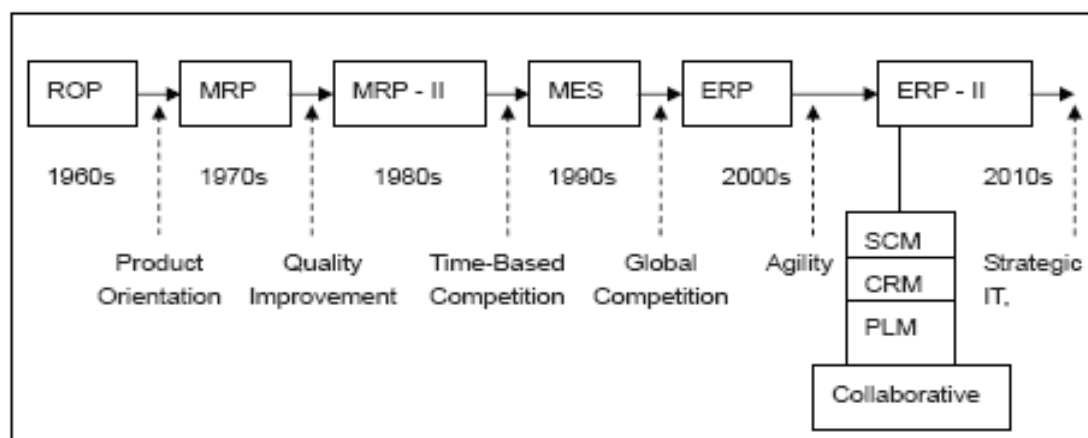 ROP MRP MRP - II MES ERP ERP - II
1960s 1970s 1980s 1990s 2000s 2010s
Product Quality Time-Based Global Agility SCM Strategic
Orientation Improvement Competition Competition CRM IT,
PLM
Collaborative